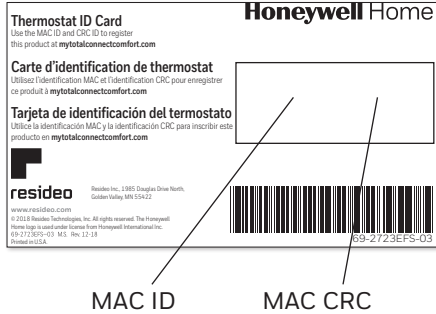 Thermostat ID Card
Use the MAC ID and CRC ID to register
this product at mytotalconnectcomfort.com
Honeywell Home
Carte d'identification de thermostat
Utilisez l'identification MAC et l'identification CRC pour enregistrer
ce produit à mytotalconnectcomfort.com
Tarjeta de identificación del termostato
Utilice la identificación MAC y la identificación CRC para inscribir este
producto en mytotalconnectcomfort.com
resideo
Resideo Inc., 1985 Douglas Drive North,
Golden Valley, MN 55422
www.resideo.com
© 2018 Resideo Technologies, Inc. All rights reserved. The Honeywell
Home logo is used under license from Honeywell International Inc.
69-2723EFS—03 M.S. Rev. 12-18
Printed in U.S.A.
69-2723EFS-03
MAC ID
MAC CRC